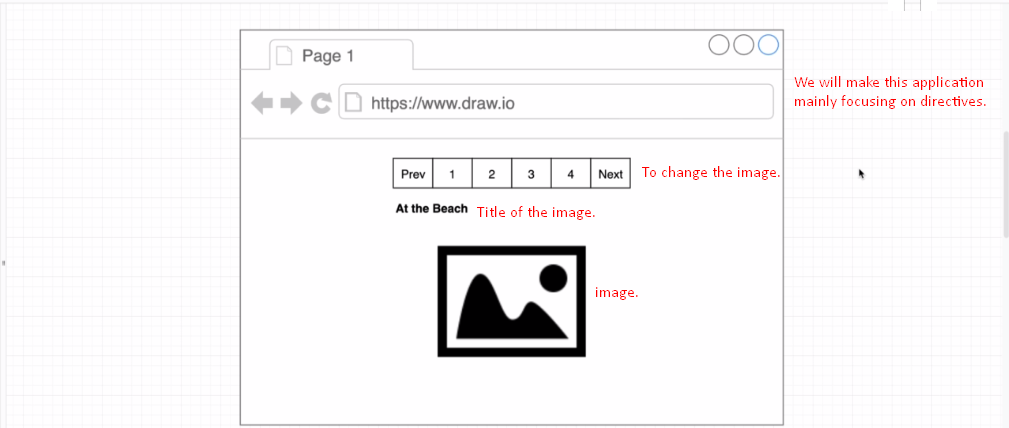 Page 1
https://www.draw.io
We will make this application
mainly focusing on directives.
Prev 1 2 3 4 Next
To change the image.
At the Beach
Title of the image.
image.